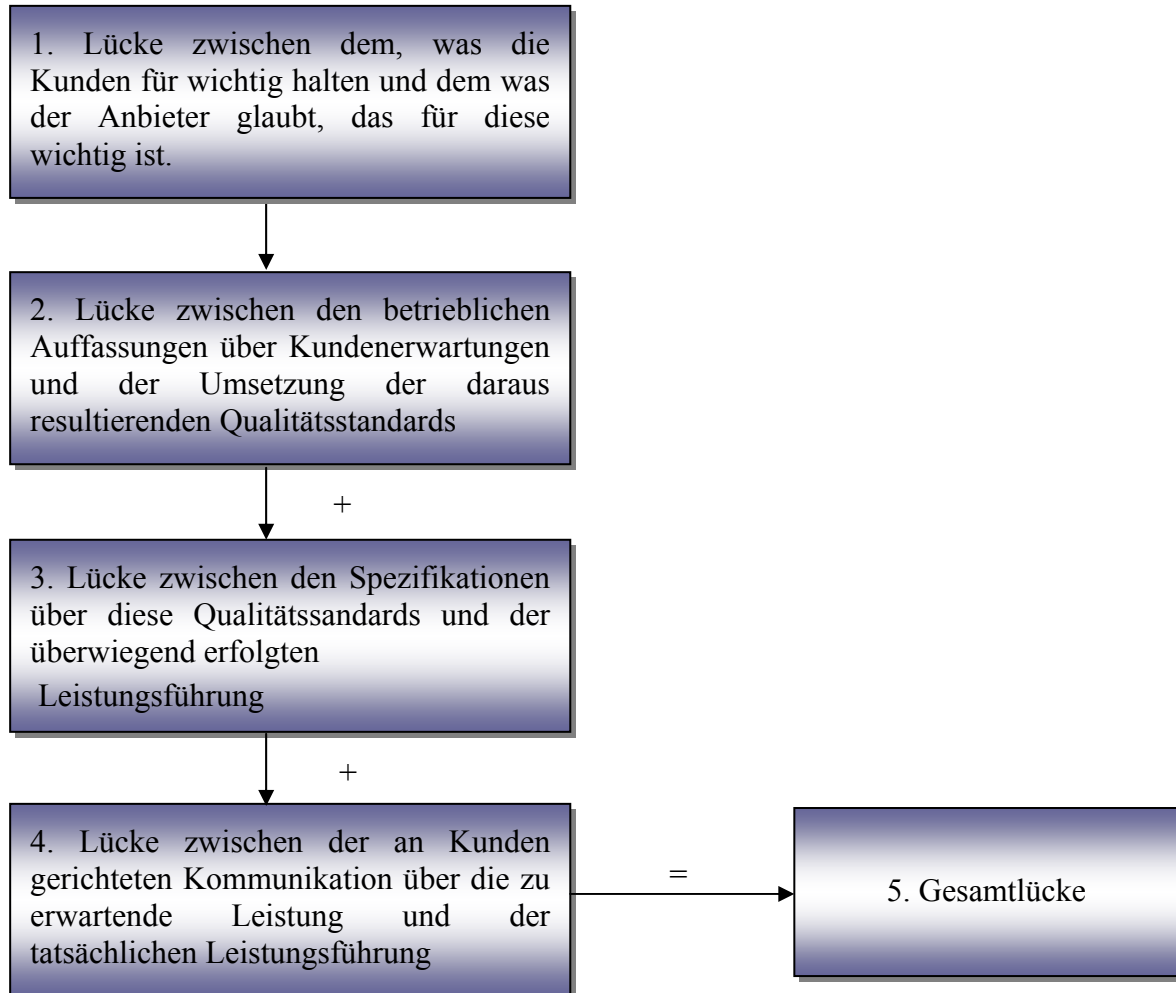 1. Lücke zwischen dem, was die
Kunden für wichtig halten und dem was
der Anbieter glaubt, das für diese
wichtig ist.
2. Lücke zwischen den betrieblichen
Auffassungen über Kundenerwartungen
und der Umsetzung der daraus
resultierenden Qualitätsstandards
+
3. Lücke zwischen den Spezifikationen
über diese Qualitätssandards und der
überwiegend erfolgten
Leistungsführung
+
4. Lücke zwischen der an Kunden
gerichteten Kommunikation über die zu
erwartende Leistung und der
tatsächlichen Leistungsführung
=
5. Gesamtlücke